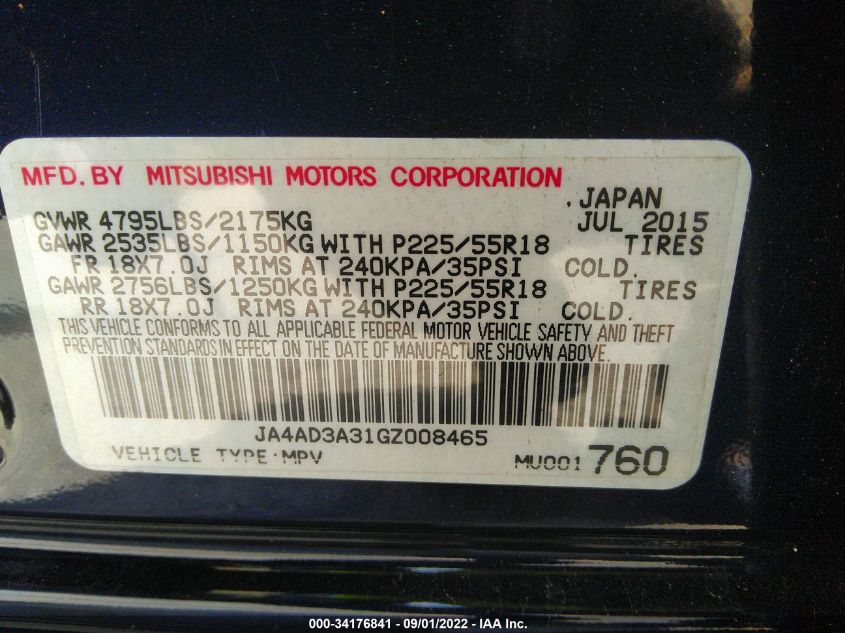 MFD. BY MITSUBISHI MOTORS CORPORATION
. JAPAN
GVWR 4795LBS/2175KG JUL 2015
GAWR 2535LBS/1150KG WITH P225/55R18 TIRES
FR 18X7.0J RIMS AT 240KPA/35PSI COLD.
GAWR 2756LBS/1250KG WITH P225/55R18 TIRES
RR 18X7.0J RIMS AT 240KPA/35PSI COLD.
THIS VEHICLE CONFORMS TO ALL APPLICABLE FEDERAL MOTOR VEHICLE SAFETY AND THEFT
PREVENTION STANDARDS IN EFFECT ON THE DATE OF MANUFACTURE SHOWN ABOVE.
JA4AD3A31GZ008465
VEHICLE TYPE:MPV MU001 760
000-34176841 - 09/01/2022 - IAA Inc.